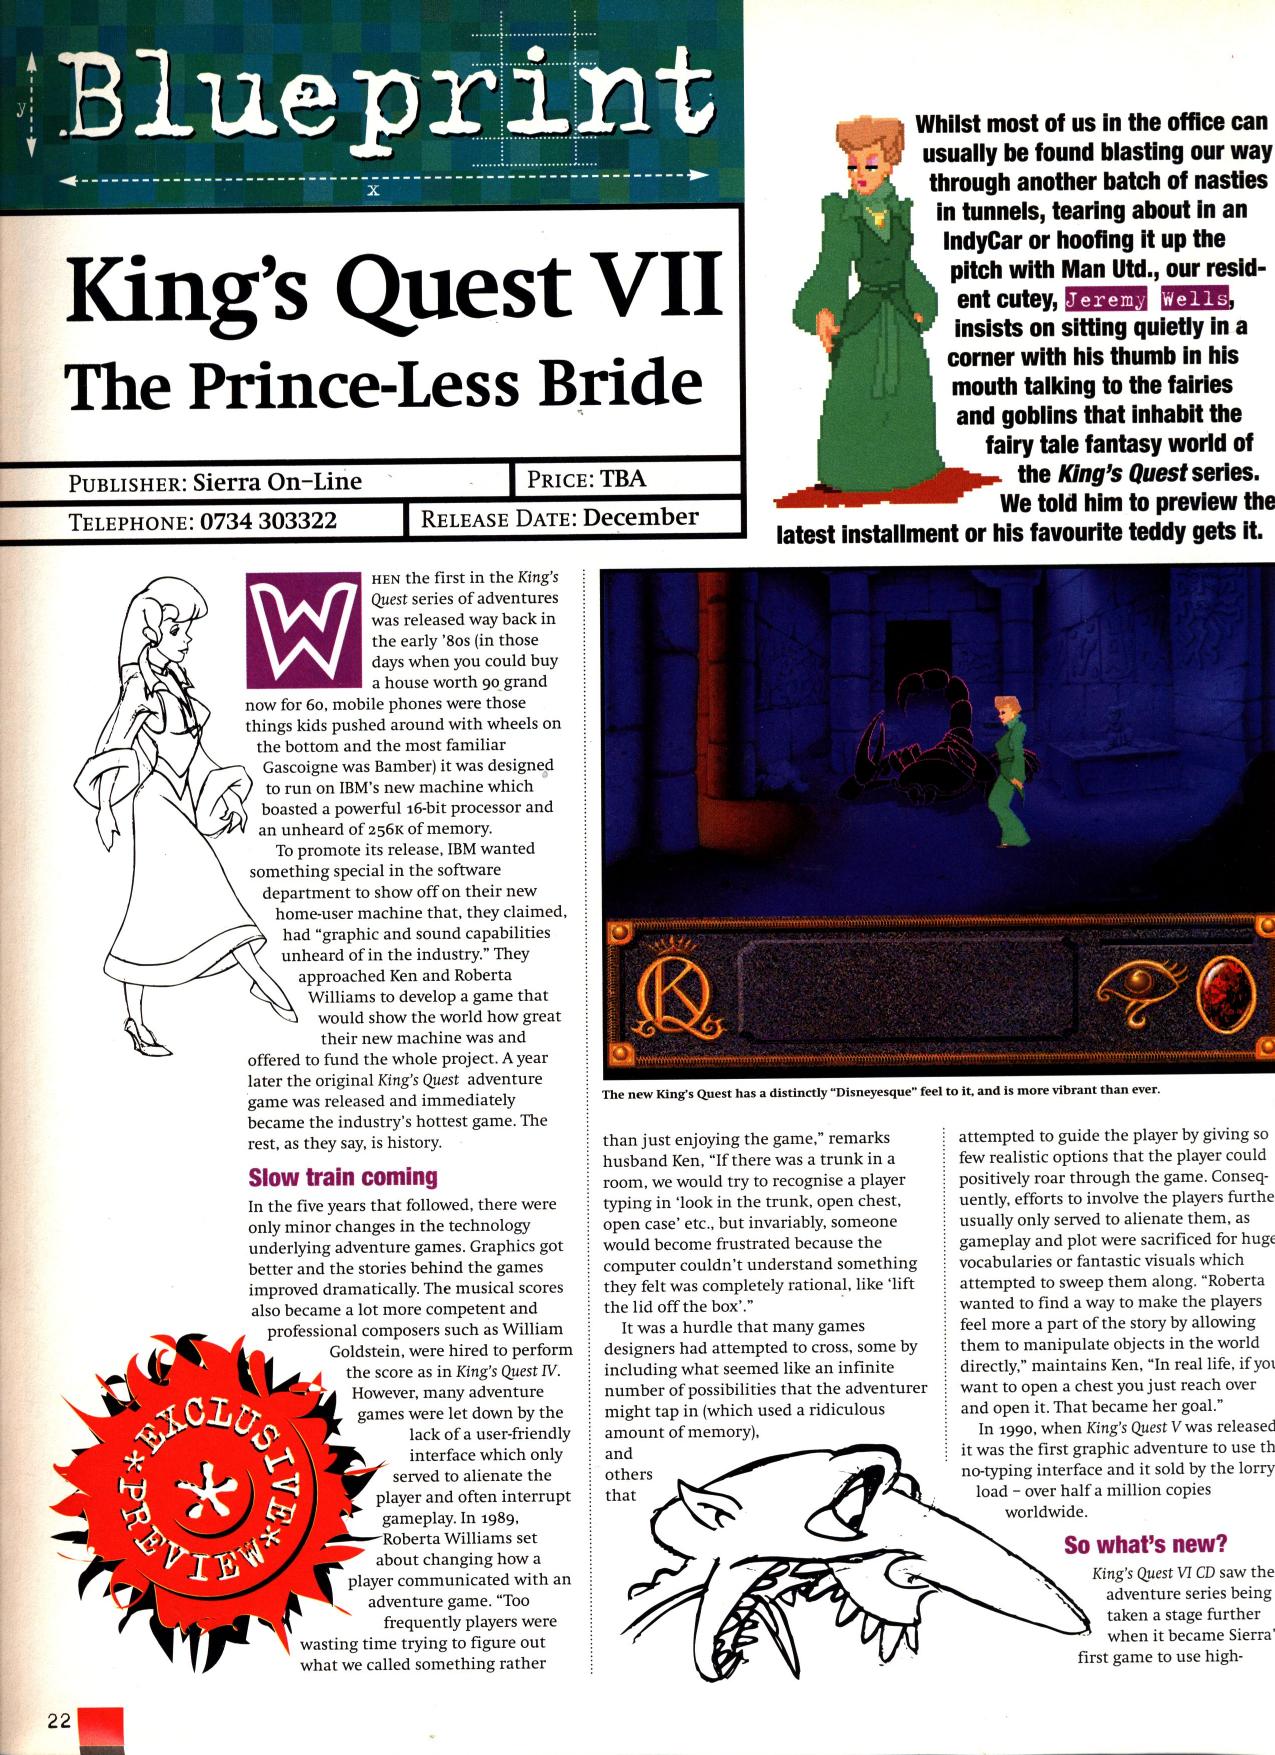 Blueprint
y
x
King's Quest VII
The Prince-Less Bride
PUBLISHER: Sierra On-Line
PRICE: TBA
TELEPHONE: 0734 303322
RELEASE DATE: December
Whilst most of us in the office can
usually be found blasting our way
through another batch of nasties
in tunnels, tearing about in an
IndyCar or hoofing it up the
pitch with Man Utd., our resid-
ent cutey, Jeremy Wells,
insists on sitting quietly in a
corner with his thumb in his
mouth talking to the fairies
and goblins that inhabit the
fairy tale fantasy world of
the King's Quest series.
We told him to preview the
latest installment or his favourite teddy gets it.
WHEN the first in the King's
Quest series of adventures
was released way back in
the early '80s (in those
days when you could buy
a house worth 90 grand
now for 60, mobile phones were those
things kids pushed around with wheels on
the bottom and the most familiar
Gascoigne was Bamber) it was designed
to run on IBM's new machine which
boasted a powerful 16-bit processor and
an unheard of 256K of memory.
To promote its release, IBM wanted
something special in the software
department to show off on their new
home-user machine that, they claimed,
had "graphic and sound capabilities
unheard of in the industry." They
approached Ken and Roberta
Williams to develop a game that
would show the world how great
their new machine was and
offered to fund the whole project. A year
later the original King's Quest adventure
game was released and immediately
became the industry's hottest game. The
rest, as they say, is history.
Slow train coming
In the five years that followed, there were
only minor changes in the technology
underlying adventure games. Graphics got
better and the stories behind the games
improved dramatically. The musical scores
also became a lot more competent and
professional composers such as William
Goldstein, were hired to perform
the score as in King's Quest IV.
However, many adventure
games were let down by the
lack of a user-friendly
interface which only
served to alienate the
player and often interrupt
gameplay. In 1989,
Roberta Williams set
about changing how a
player communicated with an
adventure game. "Too
frequently players were
wasting time trying to figure out
what we called something rather
*EXCLUSIVE*
PREVIEW
KQ
The new King's Quest has a distinctly "Disneyesque" feel to it, and is more vibrant than ever.
than just enjoying the game," remarks
husband Ken, "If there was a trunk in a
room, we would try to recognise a player
typing in 'look in the trunk, open chest,
open case' etc., but invariably, someone
would become frustrated because the
computer couldn't understand something
they felt was completely rational, like 'lift
the lid off the box'."
It was a hurdle that many games
designers had attempted to cross, some by
including what seemed like an infinite
number of possibilities that the adventurer
might tap in (which used a ridiculous
amount of memory),
and
others
that
attempted to guide the player by giving so
few realistic options that the player could
positively roar through the game. Conseq-
uently, efforts to involve the players furthe
usually only served to alienate them, as
gameplay and plot were sacrificed for huge
vocabularies or fantastic visuals which
attempted to sweep them along. "Roberta
wanted to find a way to make the players
feel more a part of the story by allowing
them to manipulate objects in the world
directly," maintains Ken, "In real life, if you
want to open a chest you just reach over
and open it. That became her goal."
In 1990, when King's Quest V was released
it was the first graphic adventure to use th
no-typing interface and it sold by the lorry
load – over half a million copies
worldwide.
So what's new?
King's Quest VI CD saw the
adventure series being
taken a stage further
when it became Sierra'
first game to use high-
22